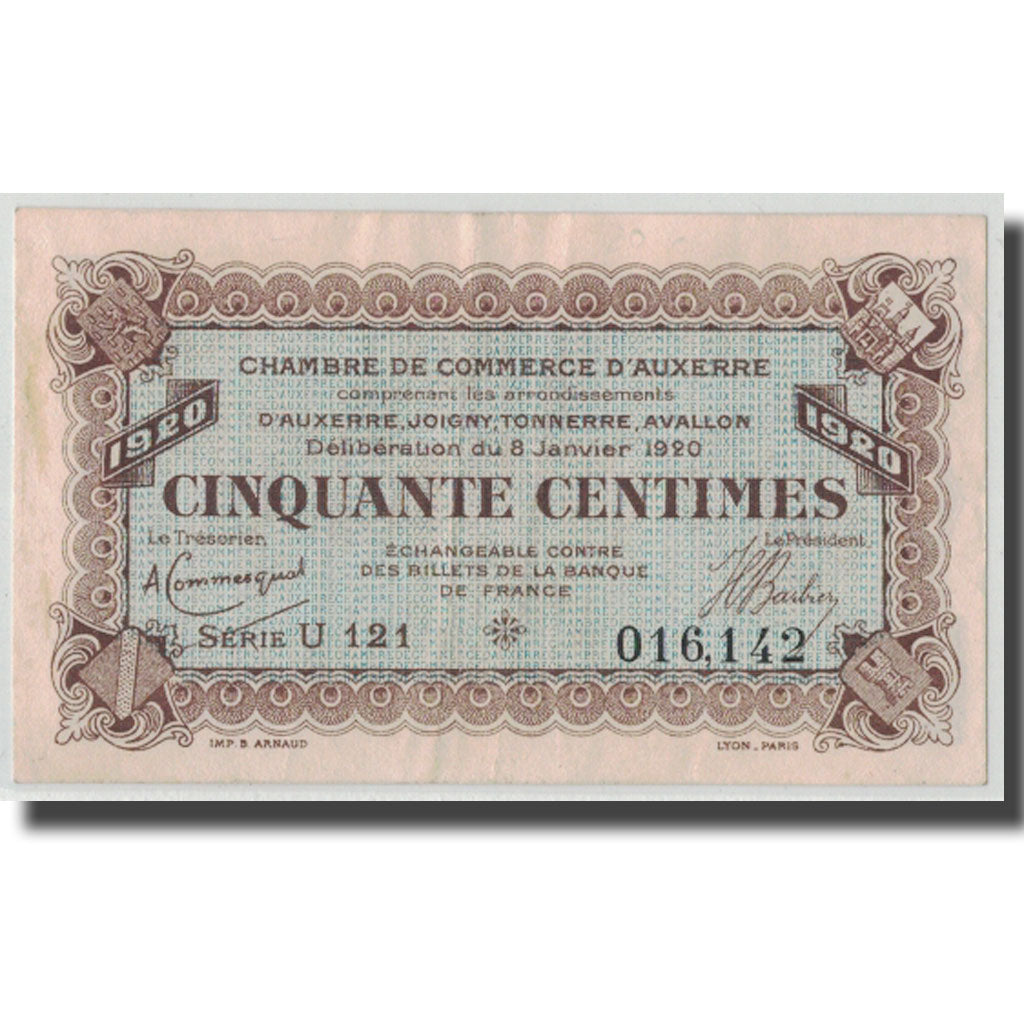 CHAMBRE DE COMMERCE D'AUXERRE
comprenant les arrondissements
D'AUXERRE, JOIGNY, TONNERRE, AVALLON
Délibération du 8 Janvier 1920
1920
1920
CINQUANTE CENTIMES
Le Trésorier,
Le Président,
ÉCHANGEABLE CONTRE
DES BILLETS DE LA BANQUE
DE FRANCE
A Commesqual
H Barbier
SÉRIE U 121
016,142
IMP. B. ARNAUD
LYON - PARIS